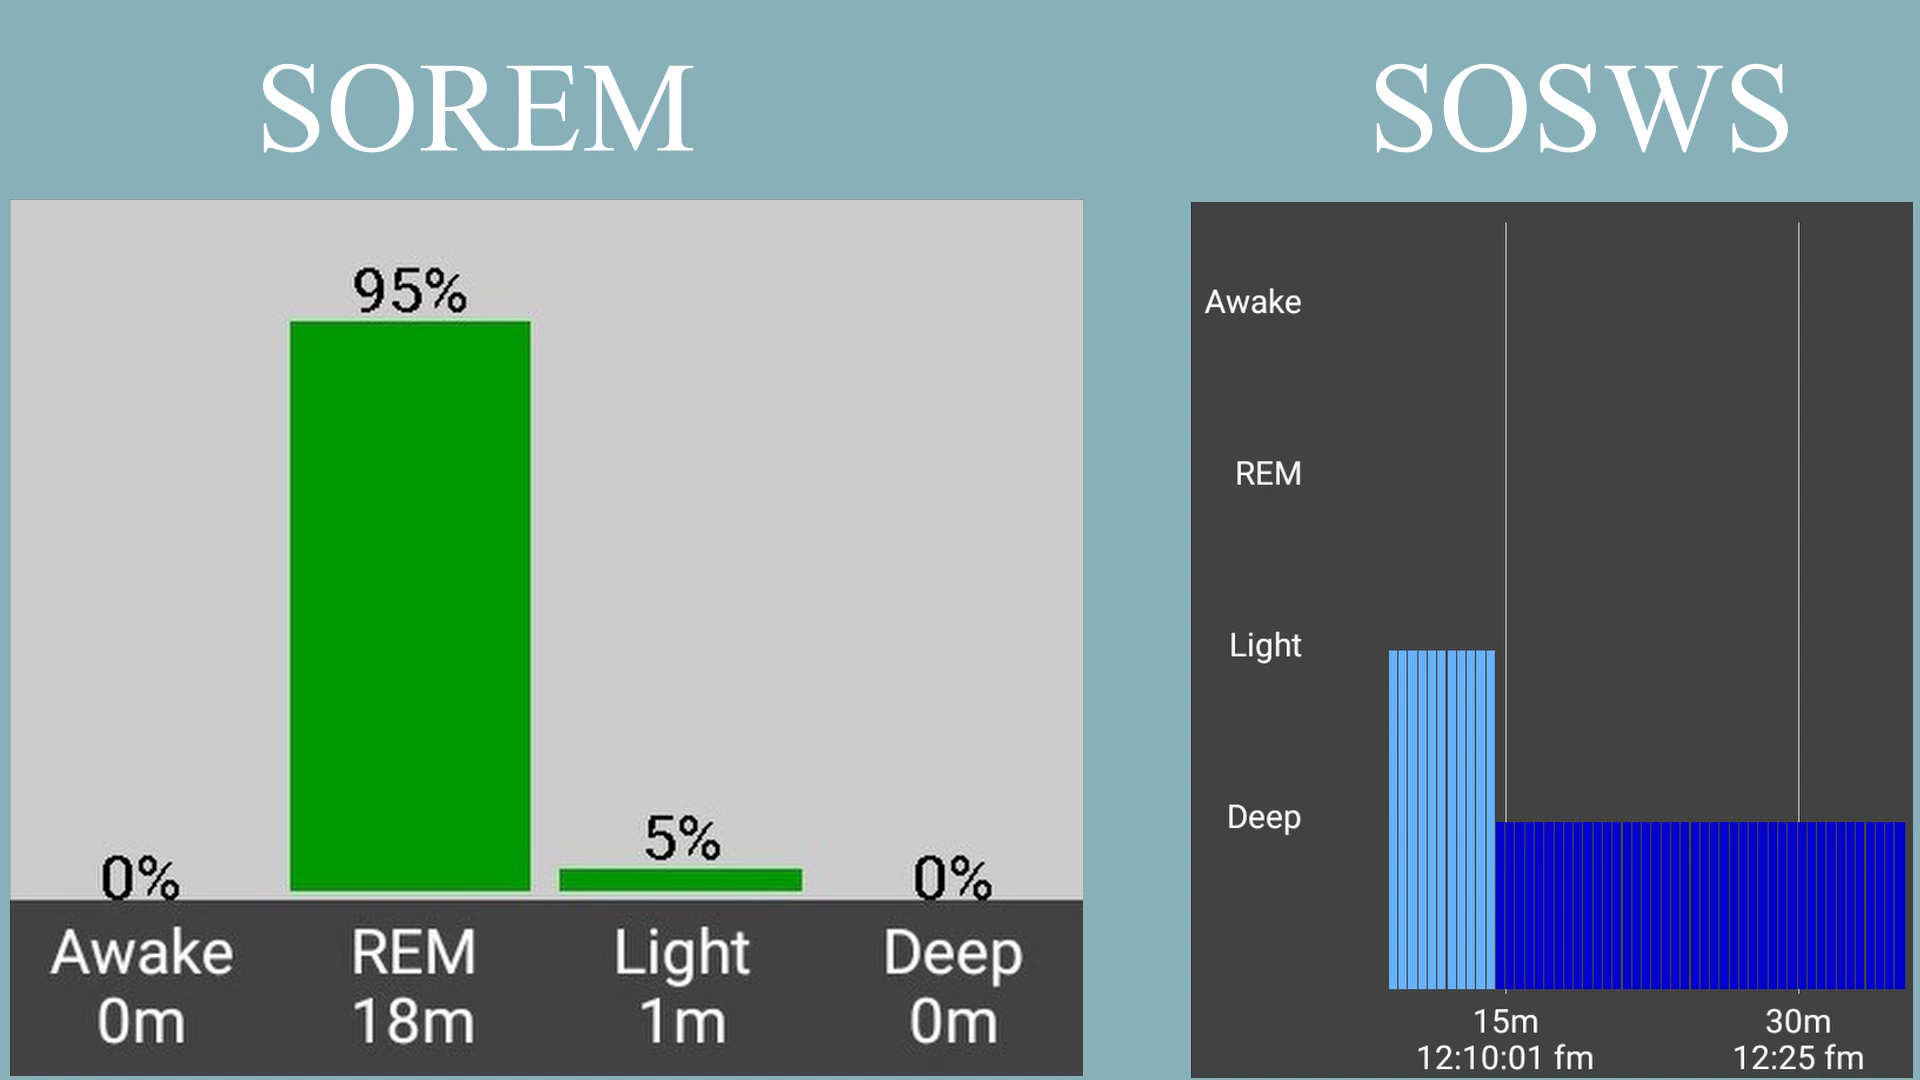 SOREM
95%
5%
0%
0%
Awake
REM
Light
Deep
0m
18m
1m
0m
SOSWS
Awake
REM
Light
Deep
15m
30m
12:10:01 fm
12:25 fm